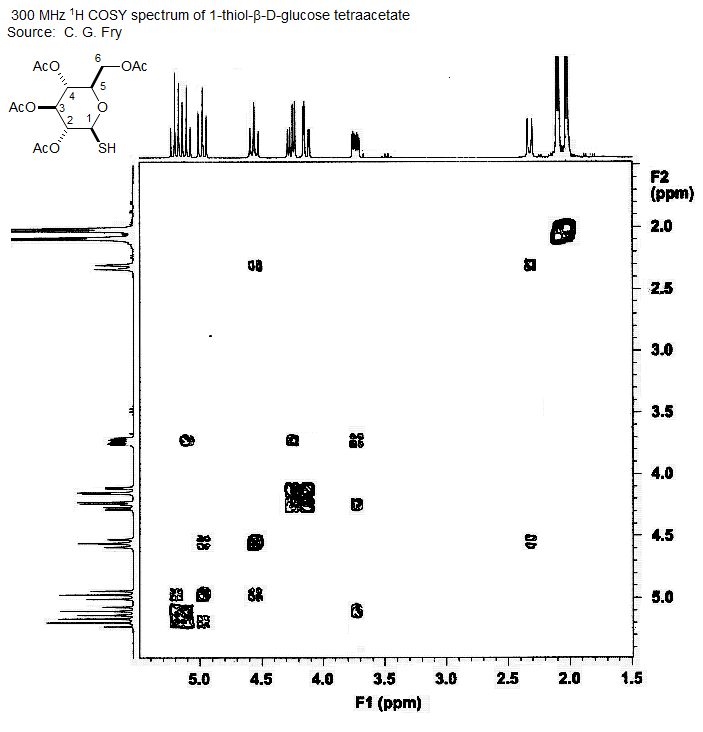 300 MHz ¹H COSY spectrum of 1-thiol-β-D-glucose tetraacetate
Source: C. G. Fry
6
AcO
OAc
5
4
AcO
3
O
2
1
AcO
SH
F2
(ppm)
2.0
2.5
3.0
3.5
4.0
4.5
5.0
5.0 4.5 4.0 3.5 3.0 2.5 2.0 1.5
F1 (ppm)